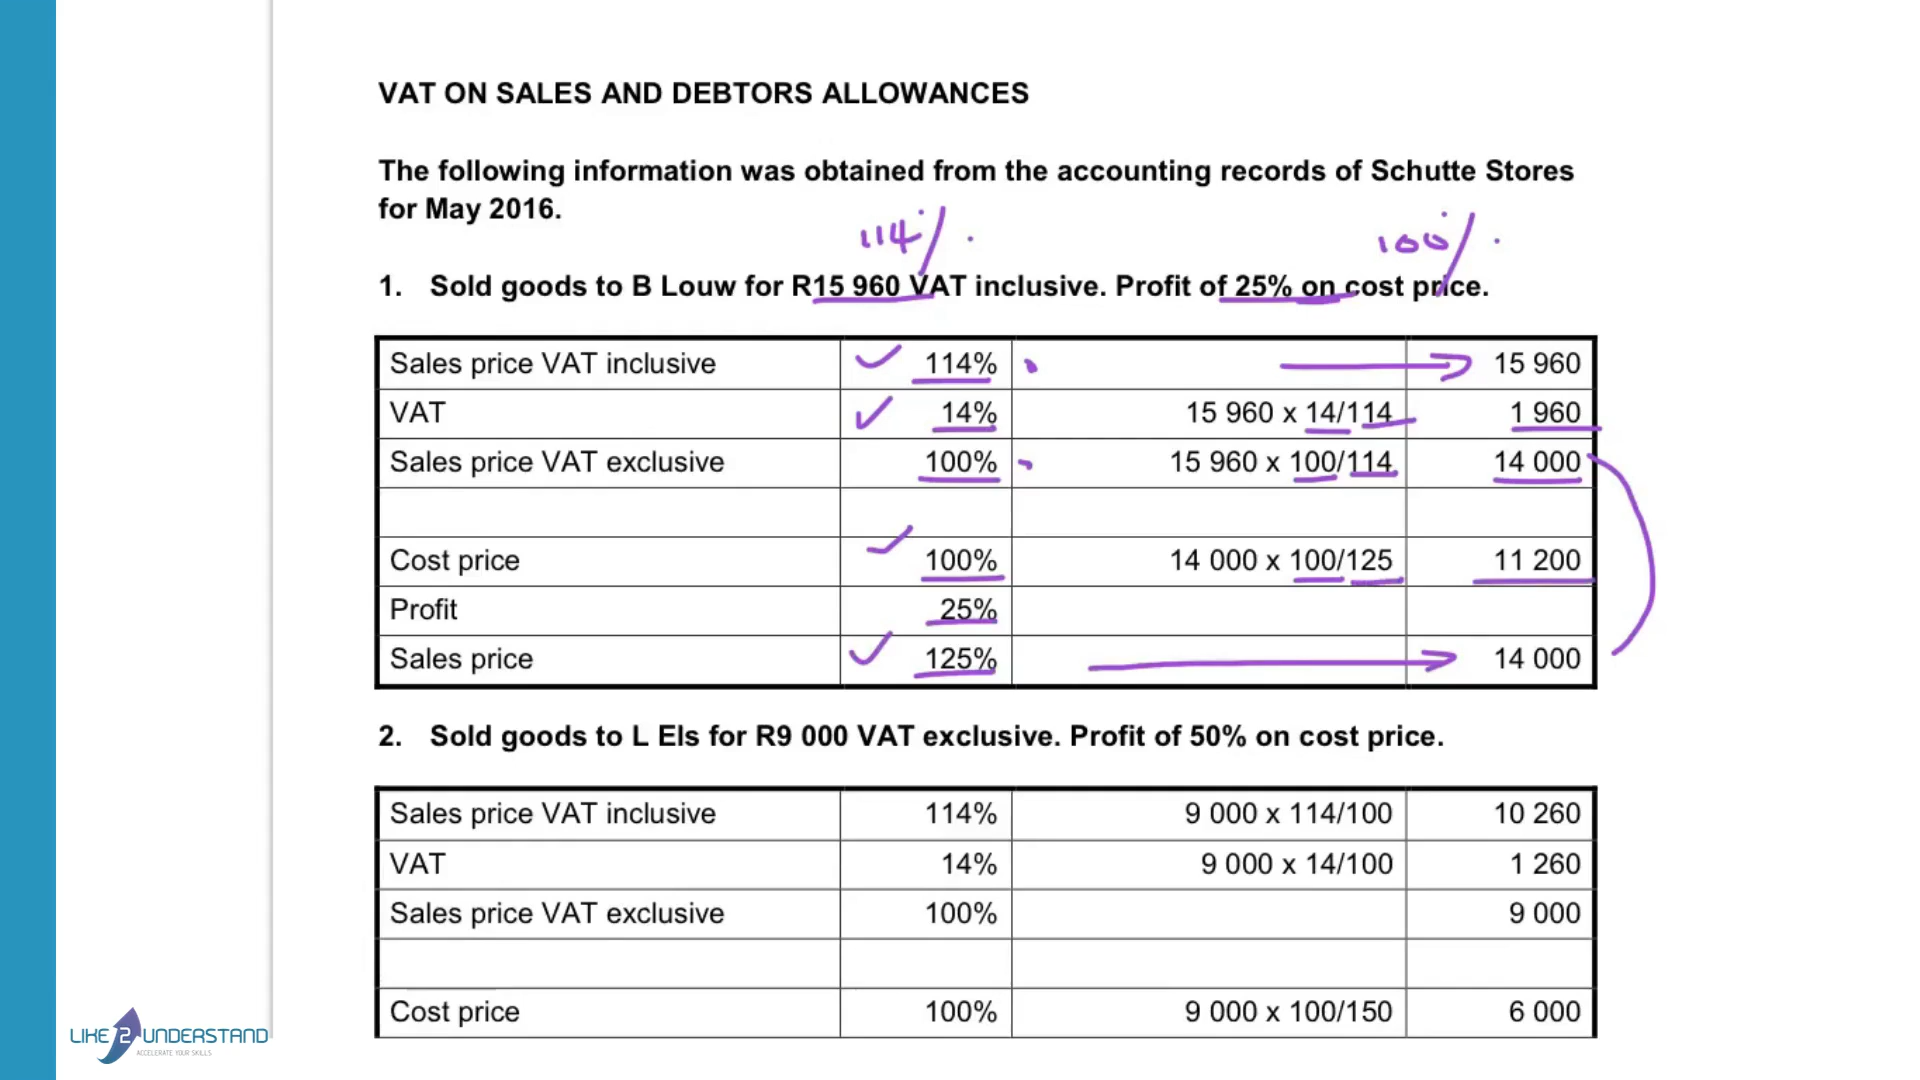 VAT ON SALES AND DEBTORS ALLOWANCES
The following information was obtained from the accounting records of Schutte Stores
for May 2016.
114% 100%
1. Sold goods to B Louw for R15 960 VAT inclusive. Profit of 25% on cost price.
Sales price VAT inclusive 114% 15 960
VAT 14% 15 960 x 14/114 1 960
Sales price VAT exclusive 100% 15 960 x 100/114 14 000
Cost price 100% 14 000 x 100/125 11 200
Profit 25%
Sales price 125% 14 000
2. Sold goods to L Els for R9 000 VAT exclusive. Profit of 50% on cost price.
Sales price VAT inclusive 114% 9 000 x 114/100 10 260
VAT 14% 9 000 x 14/100 1 260
Sales price VAT exclusive 100% 9 000
Cost price 100% 9 000 x 100/150 6 000
LIKE 2 UNDERSTAND
ACCELERATE YOUR SKILLS